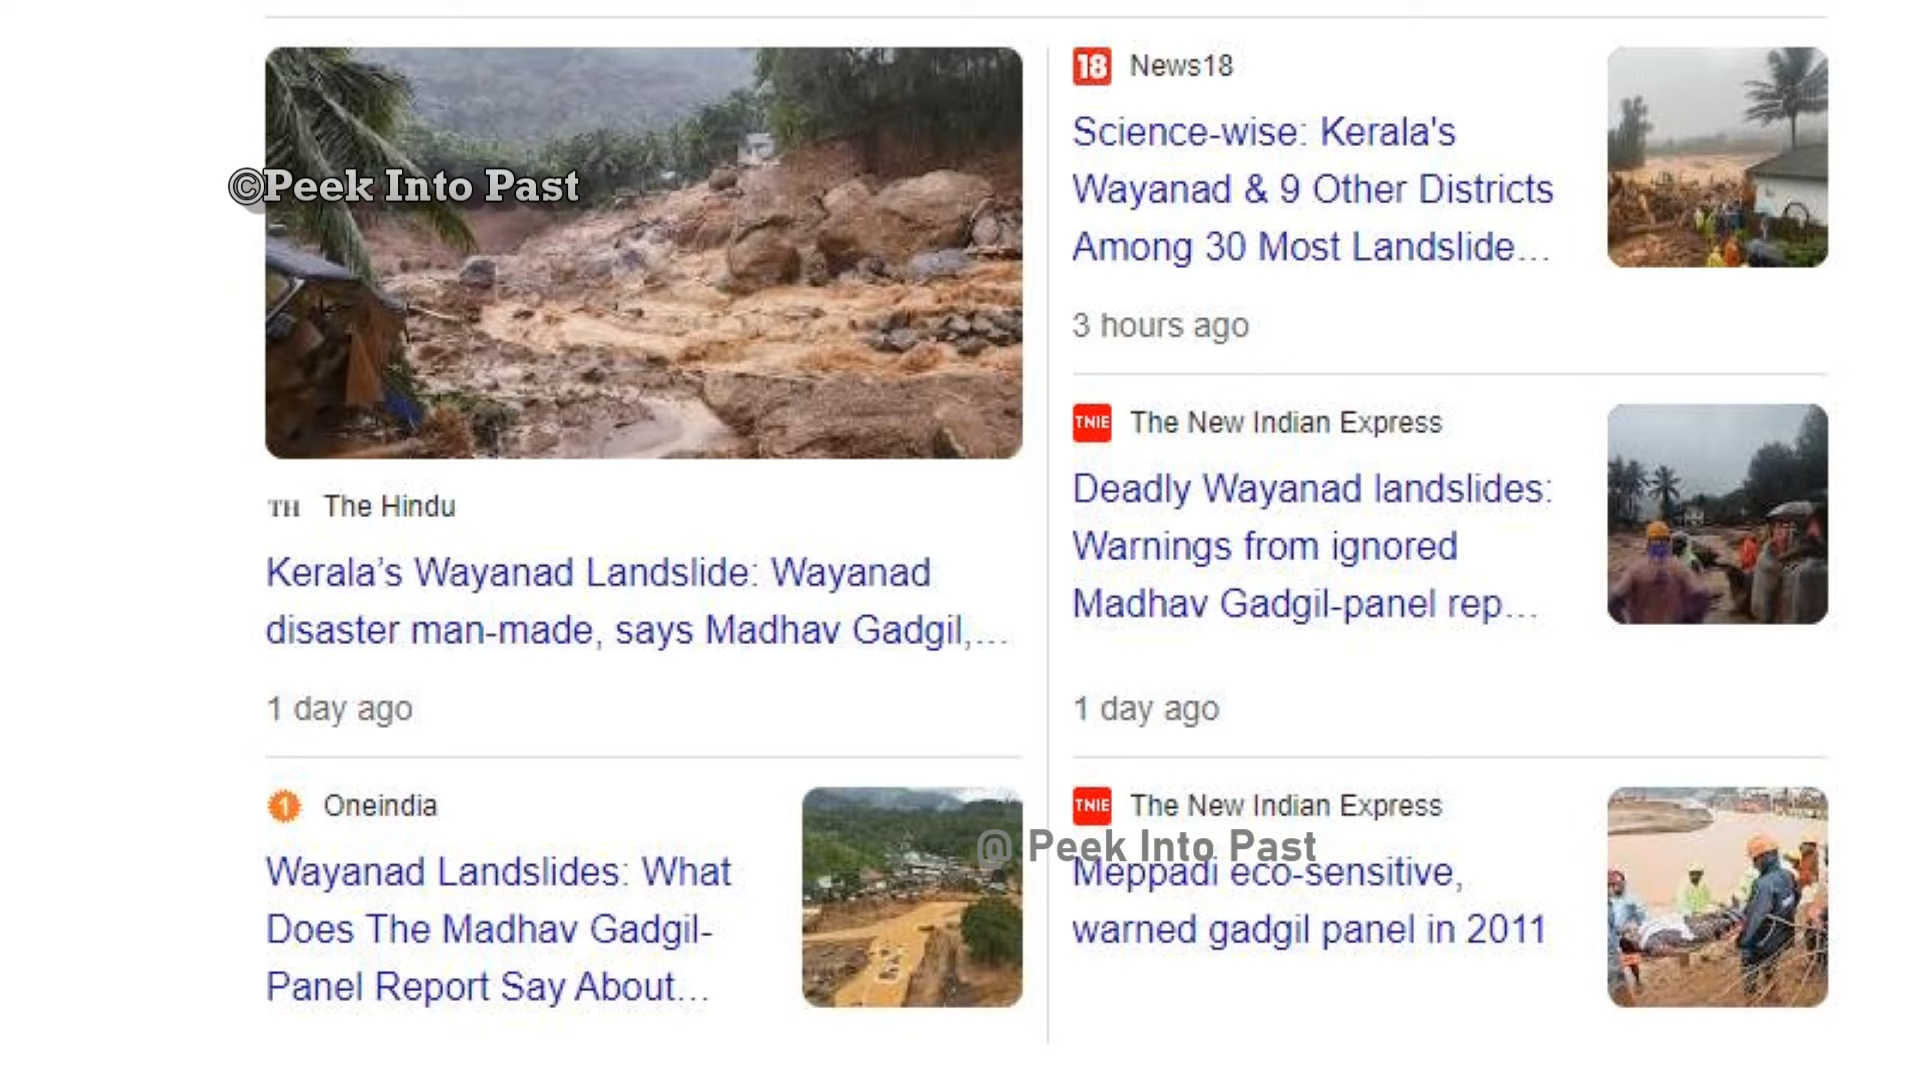 ©Peek Into Past
TH The Hindu
Kerala’s Wayanad Landslide: Wayanad
disaster man-made, says Madhav Gadgil,...
1 day ago
1 Oneindia
Wayanad Landslides: What
Does The Madhav Gadgil-
Panel Report Say About...
18 News18
Science-wise: Kerala's
Wayanad & 9 Other Districts
Among 30 Most Landslide...
3 hours ago
TNIE The New Indian Express
Deadly Wayanad landslides:
Warnings from ignored
Madhav Gadgil-panel rep...
1 day ago
TNIE The New Indian Express
@ Peek Into Past
Meppadi eco-sensitive,
warned gadgil panel in 2011